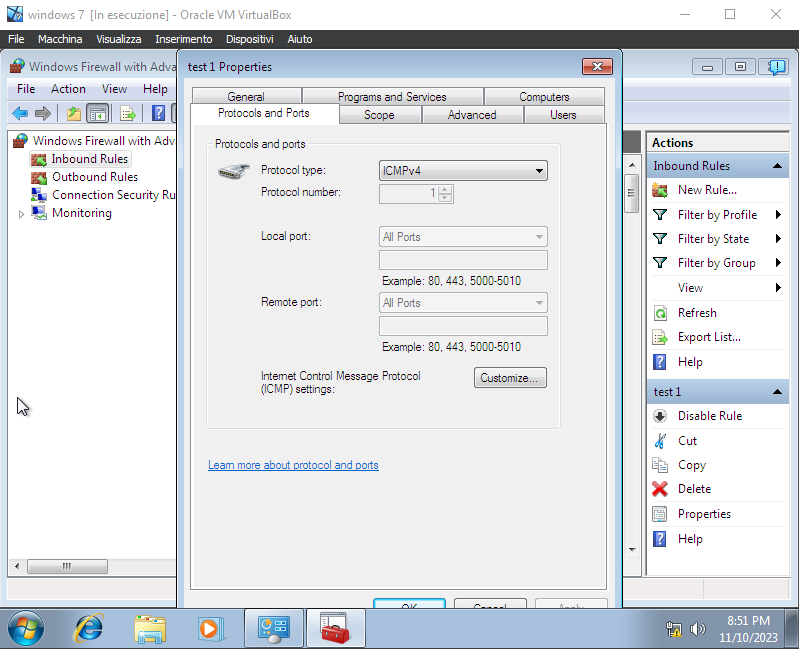 windows 7 [In esecuzione] - Oracle VM VirtualBox
File Macchina Visualizza Inserimento Dispositivi Aiuto
Windows Firewall with Adva
test 1 Properties
File Action View Help
General Programs and Services Computers
Protocols and Ports Scope Advanced Users
Windows Firewall with Adv
Inbound Rules
Outbound Rules
Connection Security Ru
Monitoring
Protocols and ports
Protocol type: ICMPv4
Protocol number: 1
Local port: All Ports
Example: 80, 443, 5000-5010
Remote port: All Ports
Example: 80, 443, 5000-5010
Internet Control Message Protocol
(ICMP) settings:
Customize...
Learn more about protocol and ports
OK Cancel Apply
Actions
Inbound Rules
New Rule...
Filter by Profile
Filter by State
Filter by Group
View
Refresh
Export List...
Help
test 1
Disable Rule
Cut
Copy
Delete
Properties
Help
8:51 PM
11/10/2023